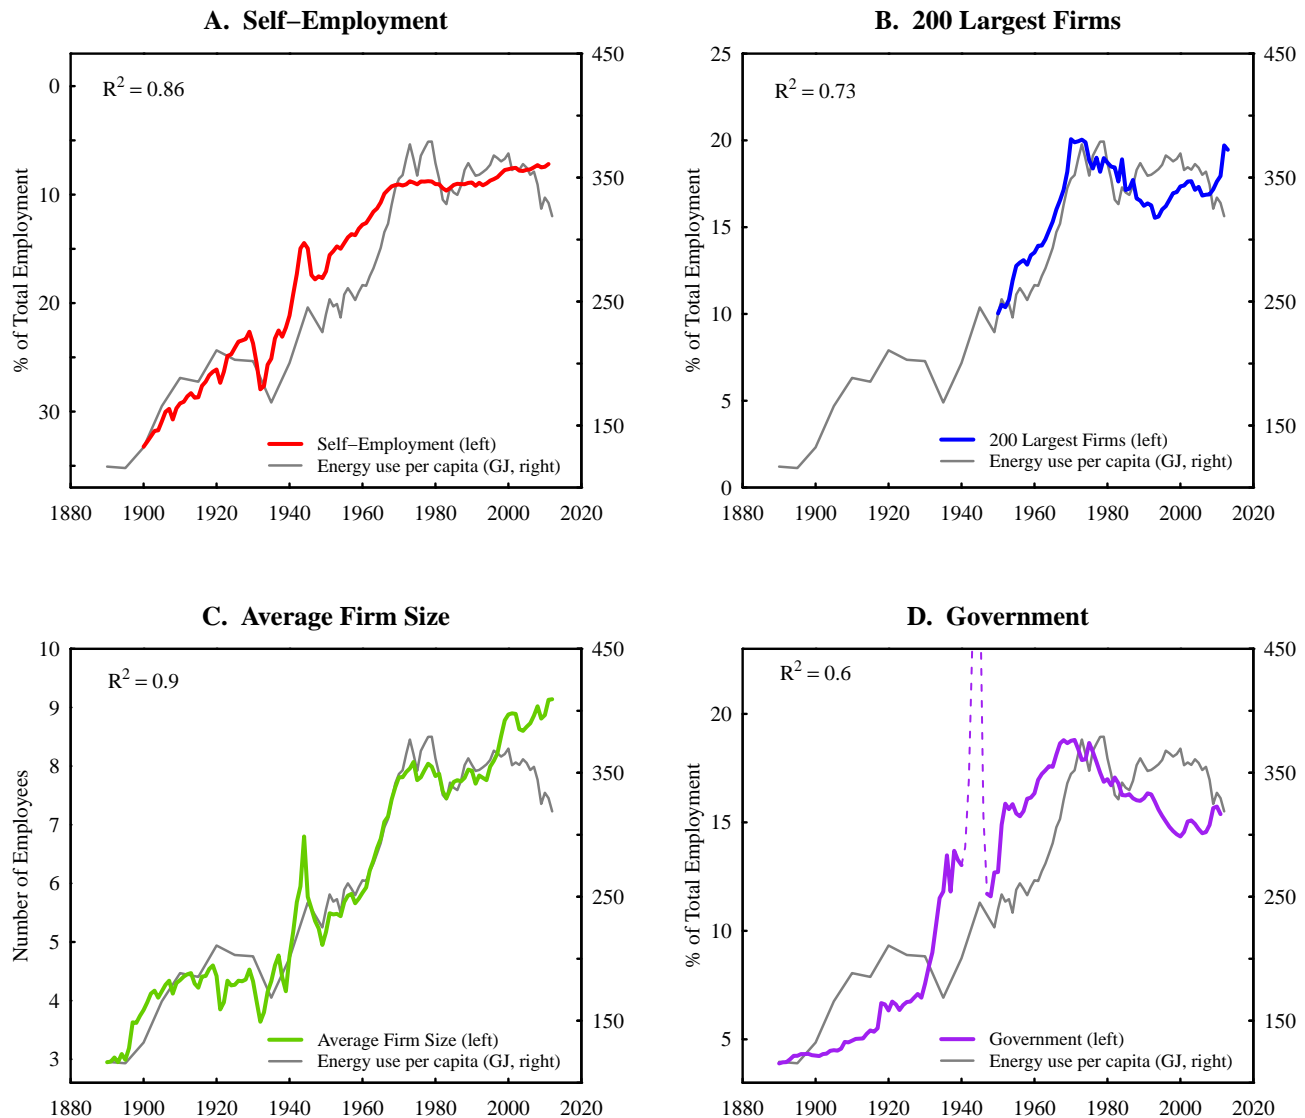 A. Self−Employment
R² = 0.86
% of Total Employment
0
10
20
30
450
350
250
150
Self−Employment (left)
Energy use per capita (GJ, right)
1880 1900 1920 1940 1960 1980 2000 2020
B. 200 Largest Firms
R² = 0.73
% of Total Employment
25
20
15
10
5
0
450
350
250
150
200 Largest Firms (left)
Energy use per capita (GJ, right)
1880 1900 1920 1940 1960 1980 2000 2020
C. Average Firm Size
R² = 0.9
Number of Employees
10
9
8
7
6
5
4
3
450
350
250
150
Average Firm Size (left)
Energy use per capita (GJ, right)
1880 1900 1920 1940 1960 1980 2000 2020
D. Government
R² = 0.6
% of Total Employment
20
15
10
5
450
350
250
150
Government (left)
Energy use per capita (GJ, right)
1880 1900 1920 1940 1960 1980 2000 2020